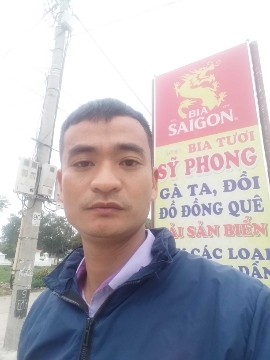 BIA
SAIGON
BIA TƯƠI
SỸ PHONG
GÀ TA, ĐỒI
ĐỒ ĐỒNG QUÊ
HẢI SẢN BIỂN
CÁC LOẠI